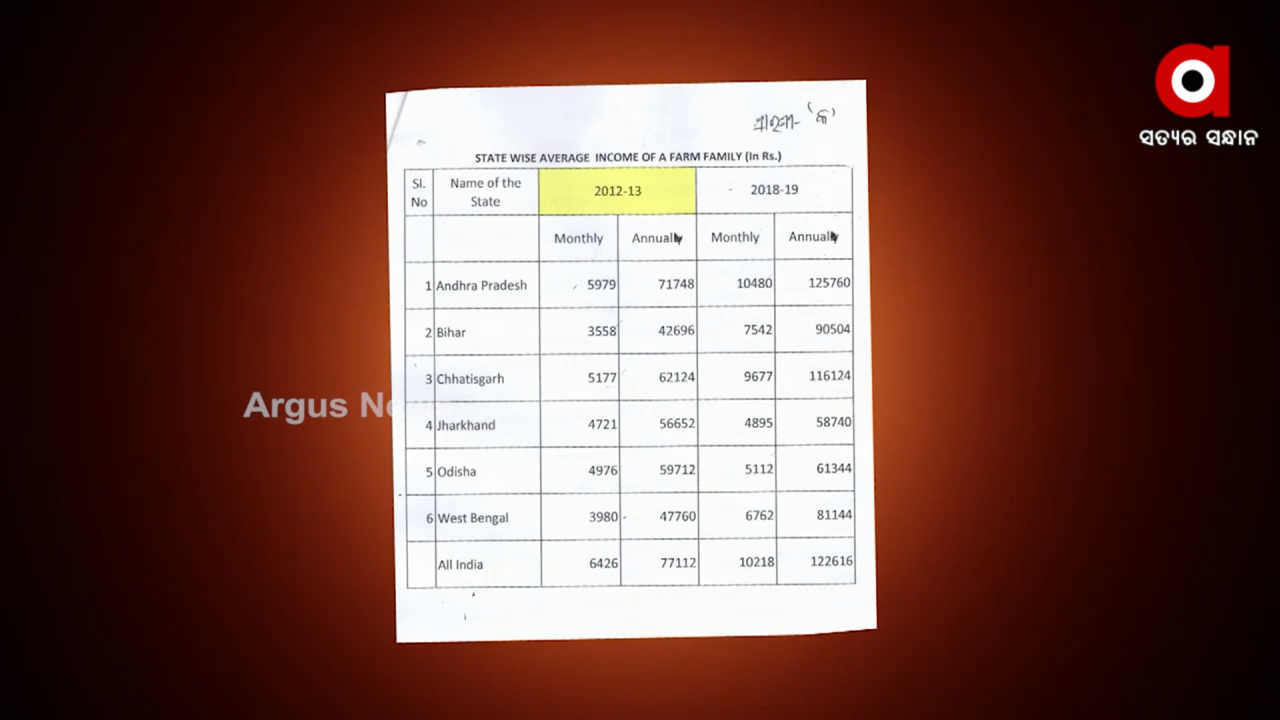 ସତ୍ୟର ସନ୍ଧାନ
'କ'
STATE WISE AVERAGE INCOME OF A FARM FAMILY (In Rs.)
Sl. No Name of the State 2012-13 2018-19
Monthly Annually Monthly Annually
1 Andhra Pradesh 5979 71748 10480 125760
2 Bihar 3558 42696 7542 90504
3 Chhatisgarh 5177 62124 9677 116124
Argus
4 Jharkhand 4721 56652 4895 58740
5 Odisha 4976 59712 5112 61344
6 West Bengal 3980 47760 6762 81144
All India 6426 77112 10218 122616